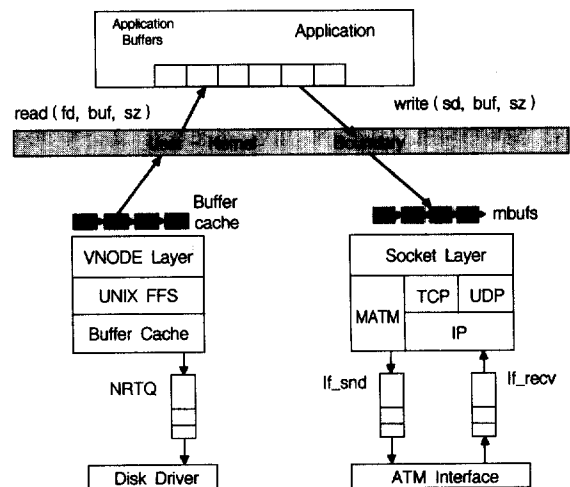 Application
Buffers
Application
read ( fd, buf, sz )
write ( sd, buf, sz )
User - Kernel Boundary
Buffer
cache
mbufs
VNODE Layer
UNIX FFS
Buffer Cache
Socket Layer
MATM
TCP
UDP
IP
NRTQ
If_snd
If_recv
Disk Driver
ATM Interface